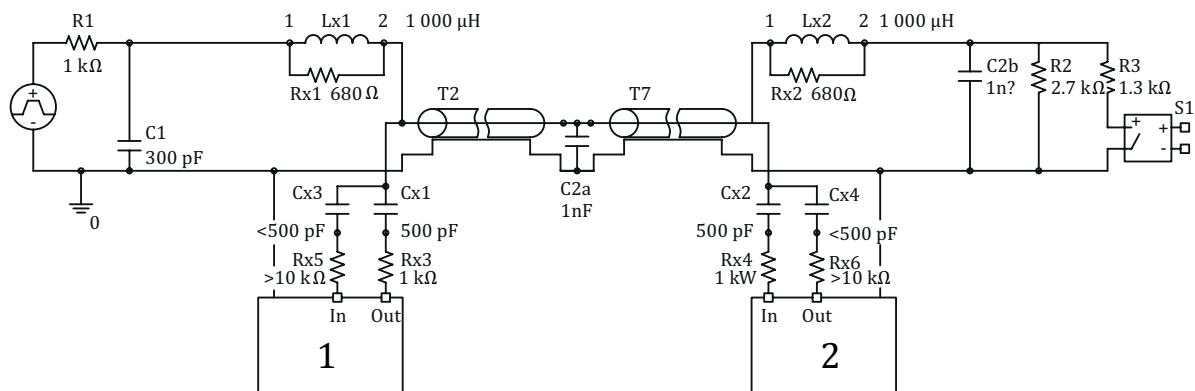 1 Lx1 2 1 000 μH
1 Lx2 2 1 000 μH
R1
1 kΩ
Rx1 680 Ω
Rx2 680Ω
C2b
1n?
R2
2.7 kΩ
R3
1.3 kΩ
T2
T7
S1
+
-
C1
300 pF
+
+
-
0
C2a
1nF
Cx3
Cx1
<500 pF
500 pF
Cx2
Cx4
500 pF
<500 pF
Rx5
>10 kΩ
Rx3
1 kΩ
Rx4
1 kW
Rx6
>10 kΩ
In
Out
In
Out
1
2